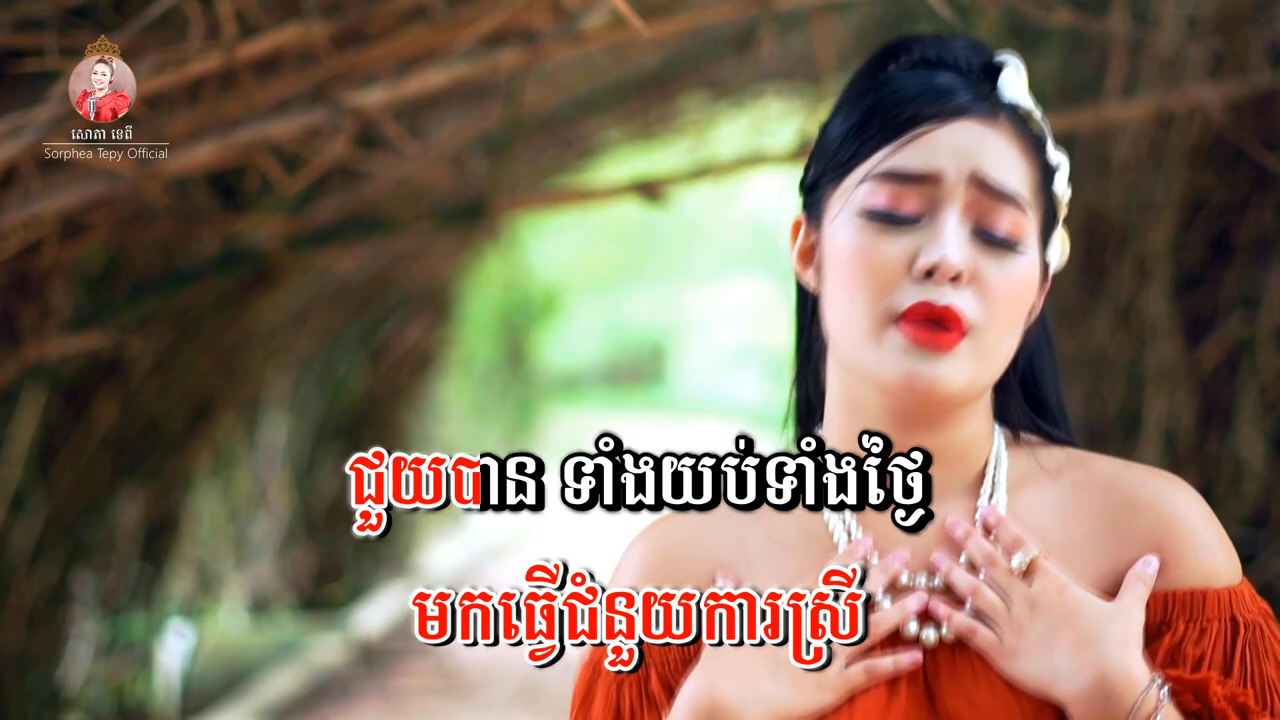 សោភា ទេពី
Sorphea Tepy Official
ជួយបាន ទាំងយប់ទាំងថ្ងៃ
មកធ្វើជំនួយការស្រី